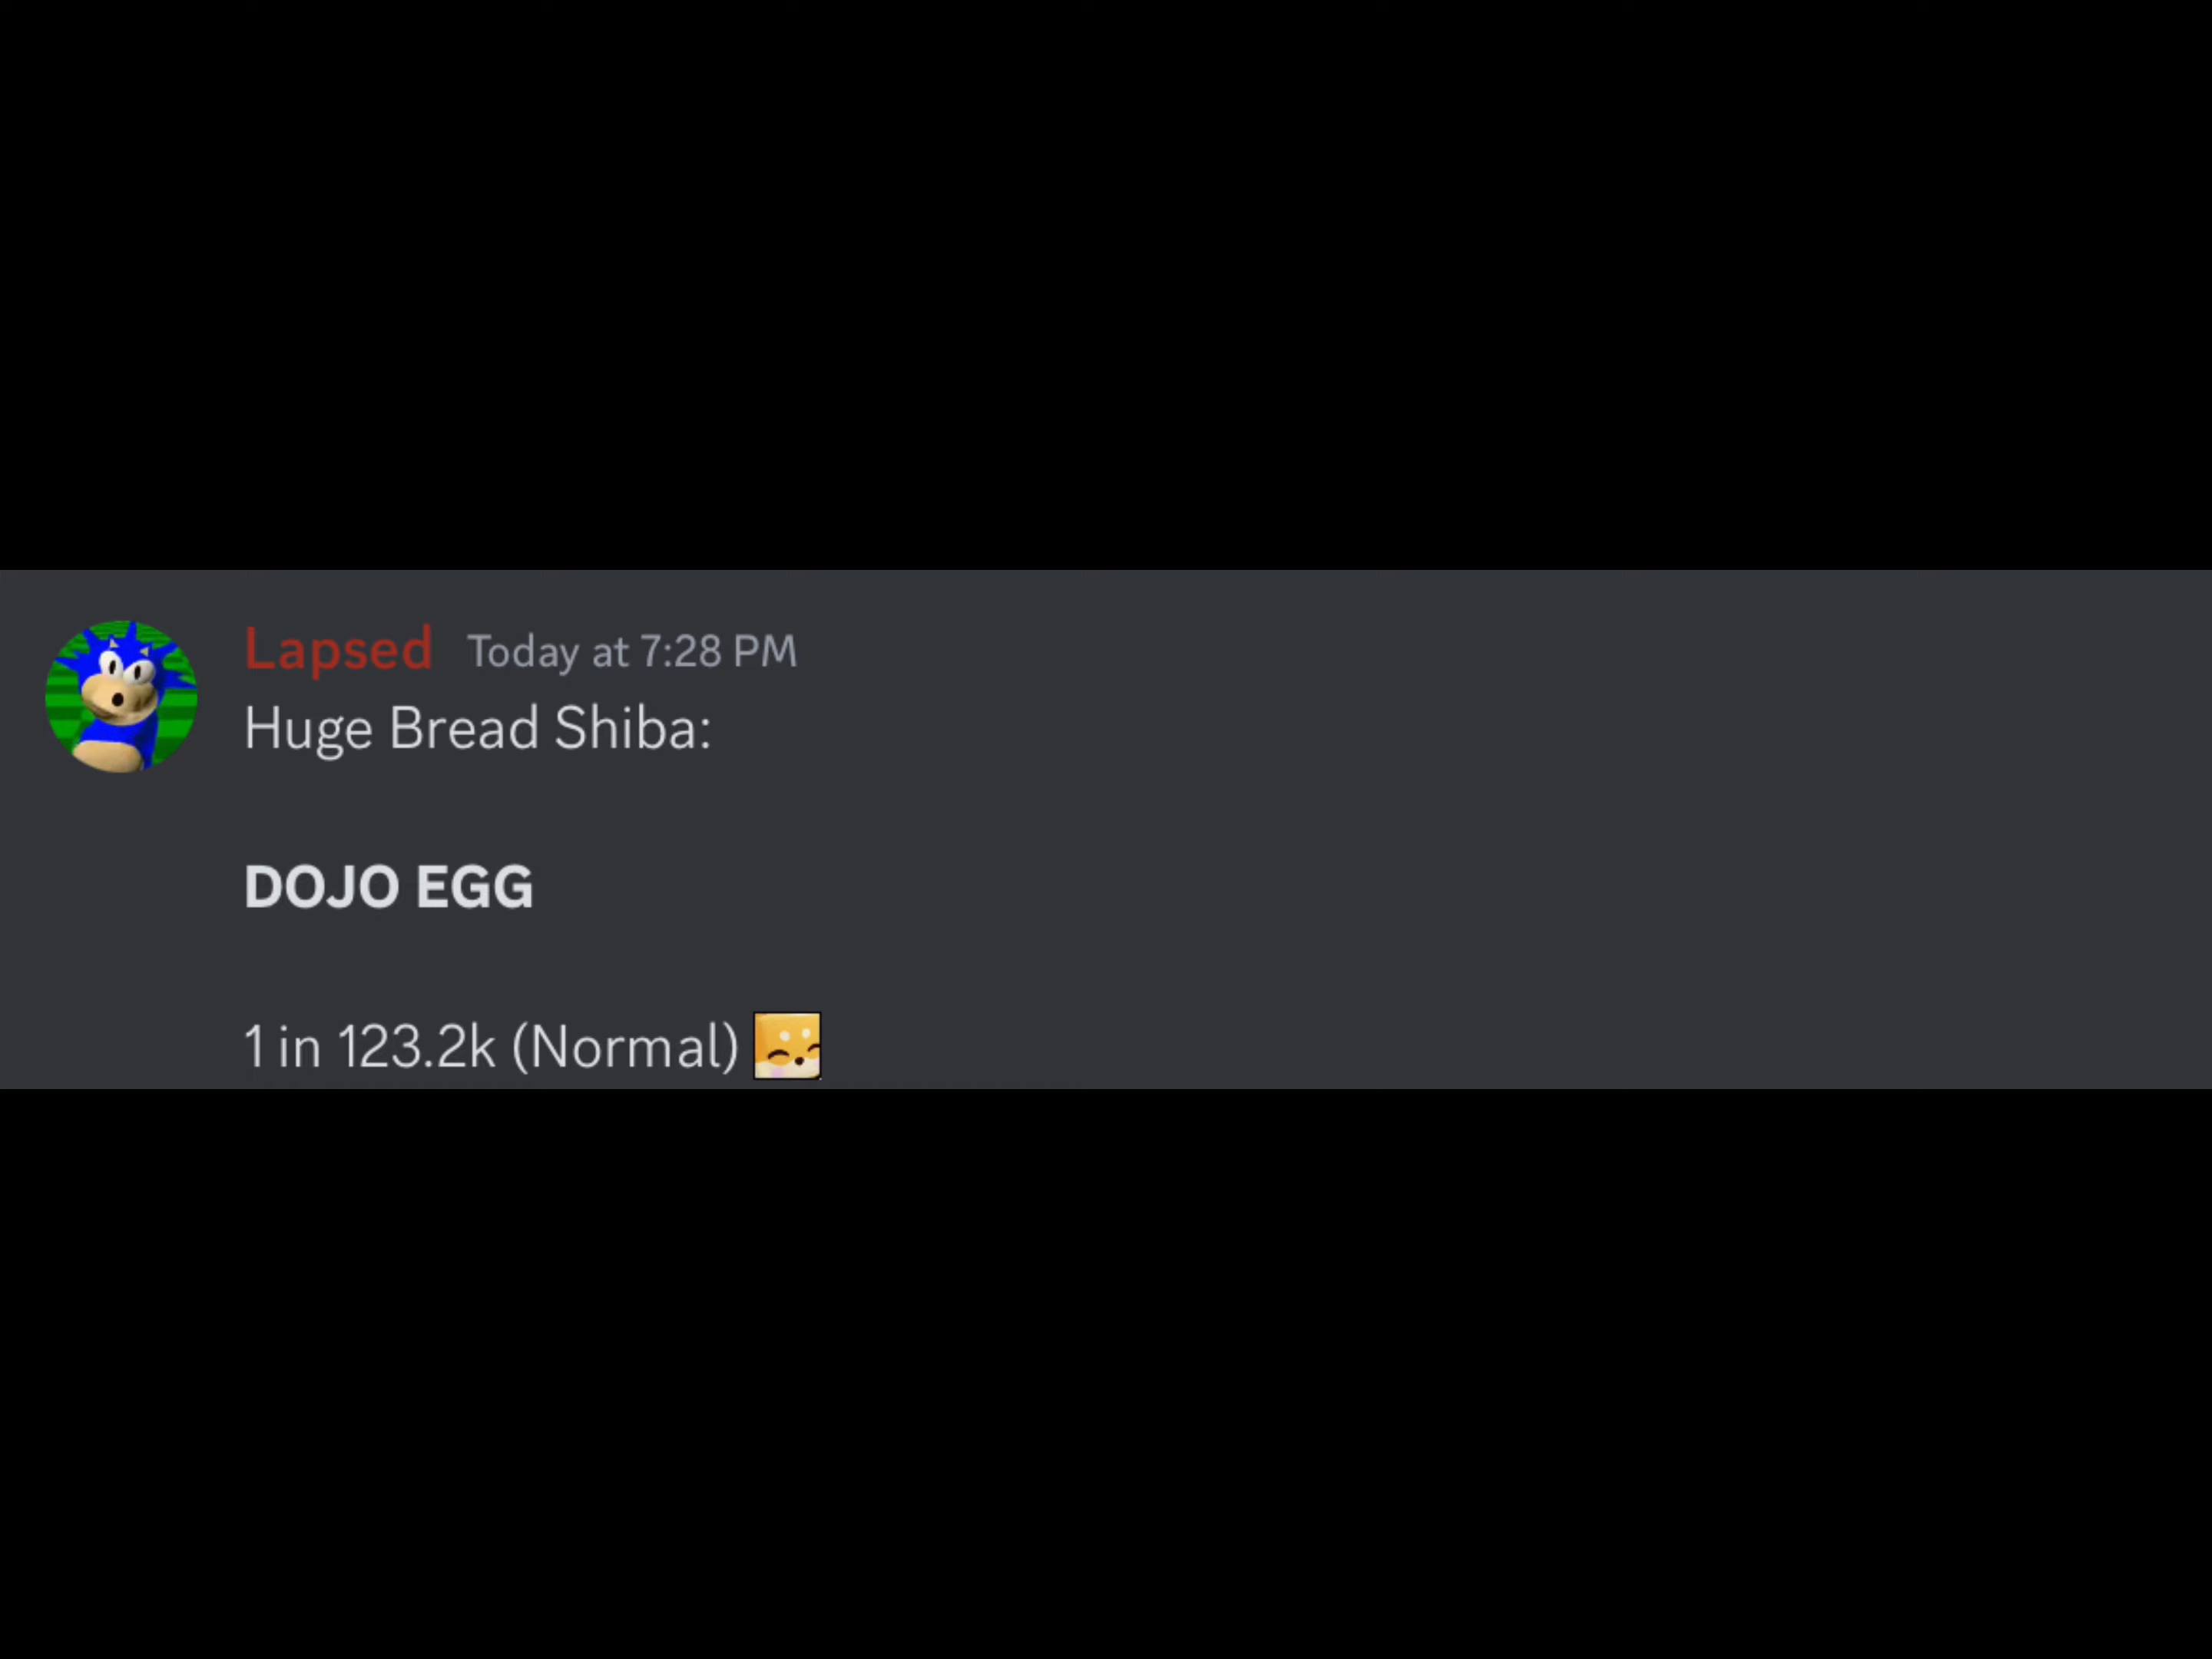 Lapsed Today at 7:28 PM
Huge Bread Shiba:
DOJO EGG
1 in 123.2k (Normal)